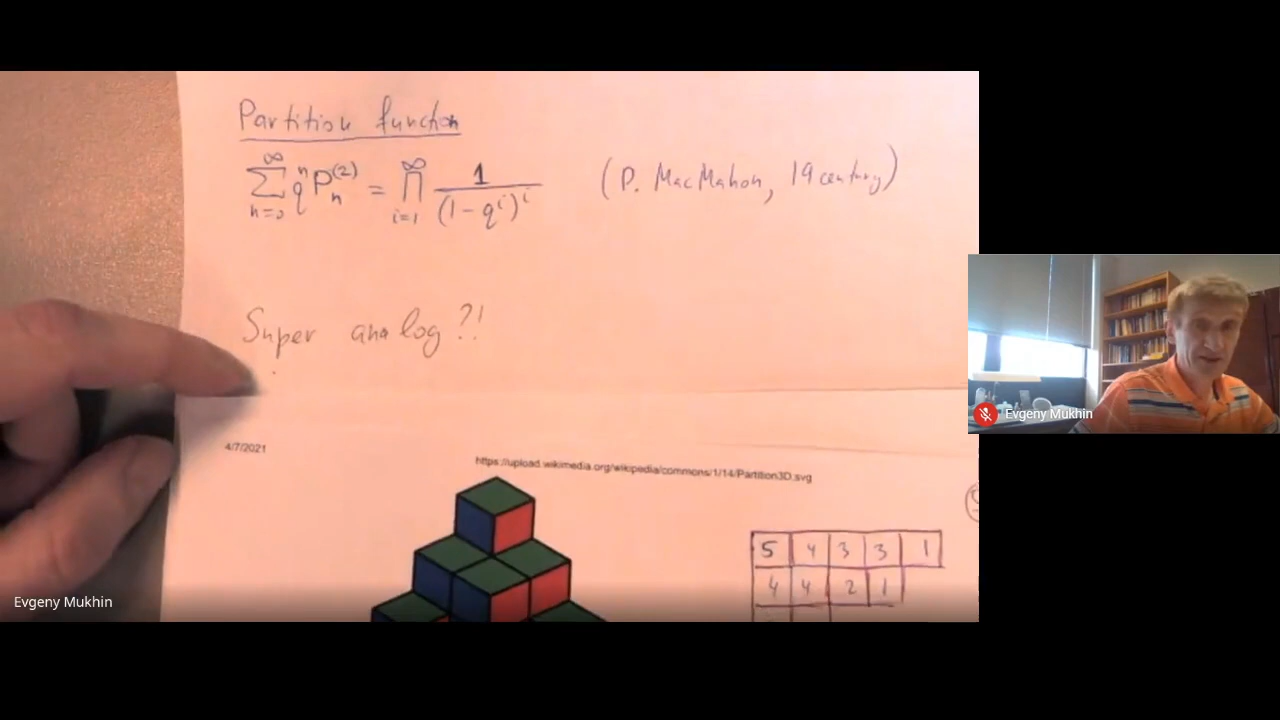 Partition function
∞ ∑ n=0 q^n P_n^(2) = ∞ ∏ i=1 1/(1-q^i)^i (P. MacMahon, 19 century)
Super analog ?!
4/7/2021
https://upload.wikimedia.org/wikipedia/commons/1/14/Partition3D.svg
5 4 3 3 1
4 4 2 1
Evgeny Mukhin
Evgeny Mukhin